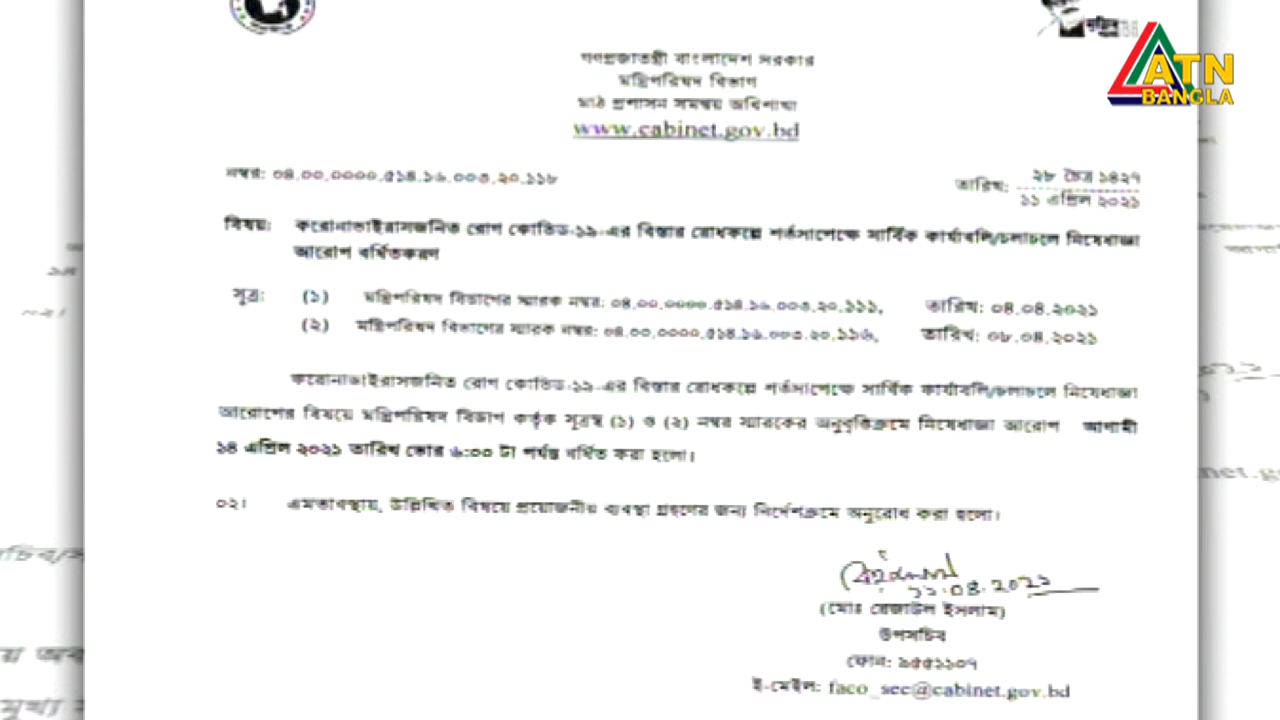 গণপ্রজাতন্ত্রী বাংলাদেশ সরকার
মন্ত্রিপরিষদ বিভাগ
মাঠ প্রশাসন সমন্বয় অধিশাখা
www.cabinet.gov.bd
ATN
BANGLA
নম্বর: ০৪.০০.০০০০.৫১৪.১৬.০০৩.২০.১১৮
তারিখ:
২৮ চৈত্র ১৪২৭
১১ এপ্রিল ২০২১
বিষয়: করোনাভাইরাসজনিত রোগ কোভিড-১৯-এর বিস্তার রোধকল্পে শর্তসাপেক্ষে সার্বিক কার্যাবলি/চলাচলে নিষেধাজ্ঞা
আরোপ বর্ধিতকরণ
সূত্র: (১) মন্ত্রিপরিষদ বিভাগের স্মারক নম্বর: ০৪.০০.০০০০.৫১৪.১৬.০০৩.২০.১১১, তারিখ: ০৪.০৪.২০২১
(২) মন্ত্রিপরিষদ বিভাগের স্মারক নম্বর: ০৪.০০.০০০০.৫১৪.১৬.০০৩.২০.১১৬, তারিখ: ০৮.০৪.২০২১
করোনাভাইরাসজনিত রোগ কোভিড-১৯-এর বিস্তার রোধকল্পে শর্তসাপেক্ষে সার্বিক কার্যাবলি/চলাচলে নিষেধাজ্ঞা
আরোপের বিষয়ে মন্ত্রিপরিষদ বিভাগ কর্তৃক সূত্রস্থ (১) ও (২) নম্বর স্মারকের অনুবৃত্তিক্রমে নিষেধাজ্ঞা আরোপ আগামী
১৪ এপ্রিল ২০২১ তারিখ ভোর ৬:০০ টা পর্যন্ত বর্ধিত করা হলো।
০২। এমতাবস্থায়, উল্লিখিত বিষয়ে প্রয়োজনীয় ব্যবস্থা গ্রহণের জন্য নির্দেশক্রমে অনুরোধ করা হলো।
১১.০৪.২০২১
(মোঃ রেজাউল ইসলাম)
উপসচিব
ফোন: ৯৫৫১১০৭
ই-মেইল: faco_sec@cabinet.gov.bd